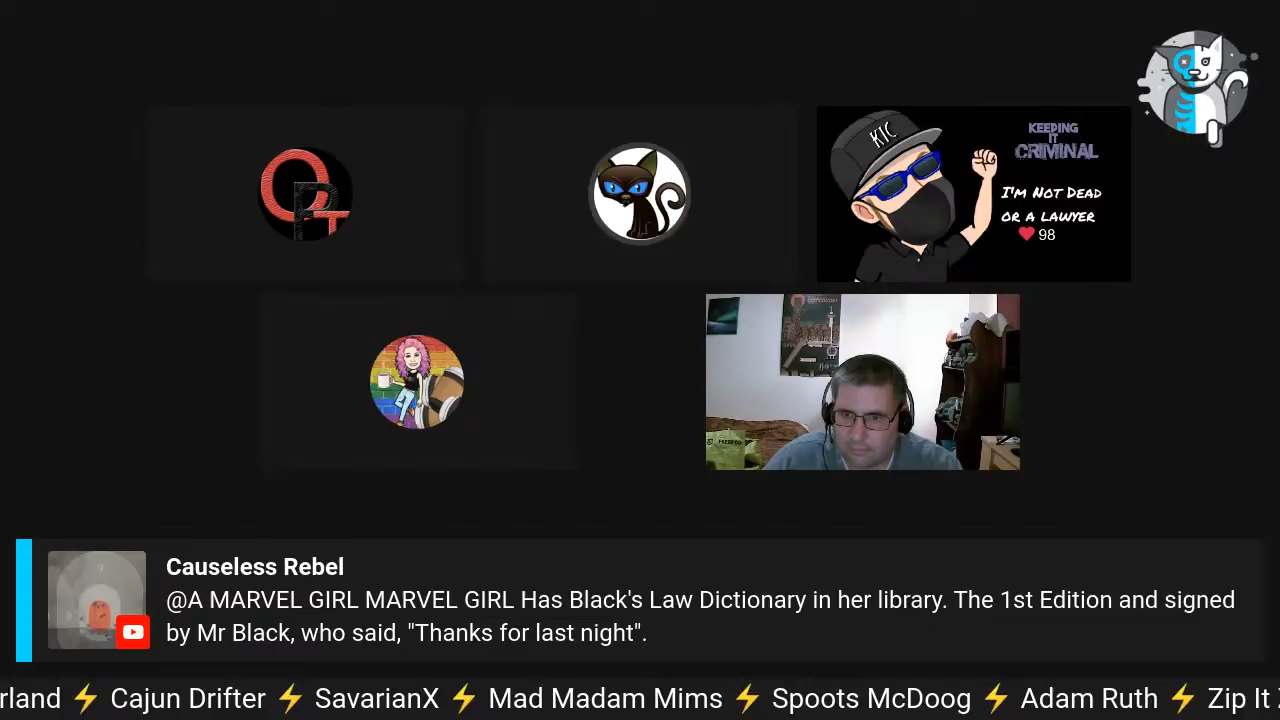 OPT
KIC
KEEPING
IT
CRIMINAL
I'M NOT DEAD
OR A LAWYER
98
Causeless Rebel
@A MARVEL GIRL MARVEL GIRL Has Black's Law Dictionary in her library. The 1st Edition and signed
by Mr Black, who said, "Thanks for last night".
rland ⚡ Cajun Drifter ⚡ SavarianX ⚡ Mad Madam Mims ⚡ Spoots McDoog ⚡ Adam Ruth ⚡ Zip It